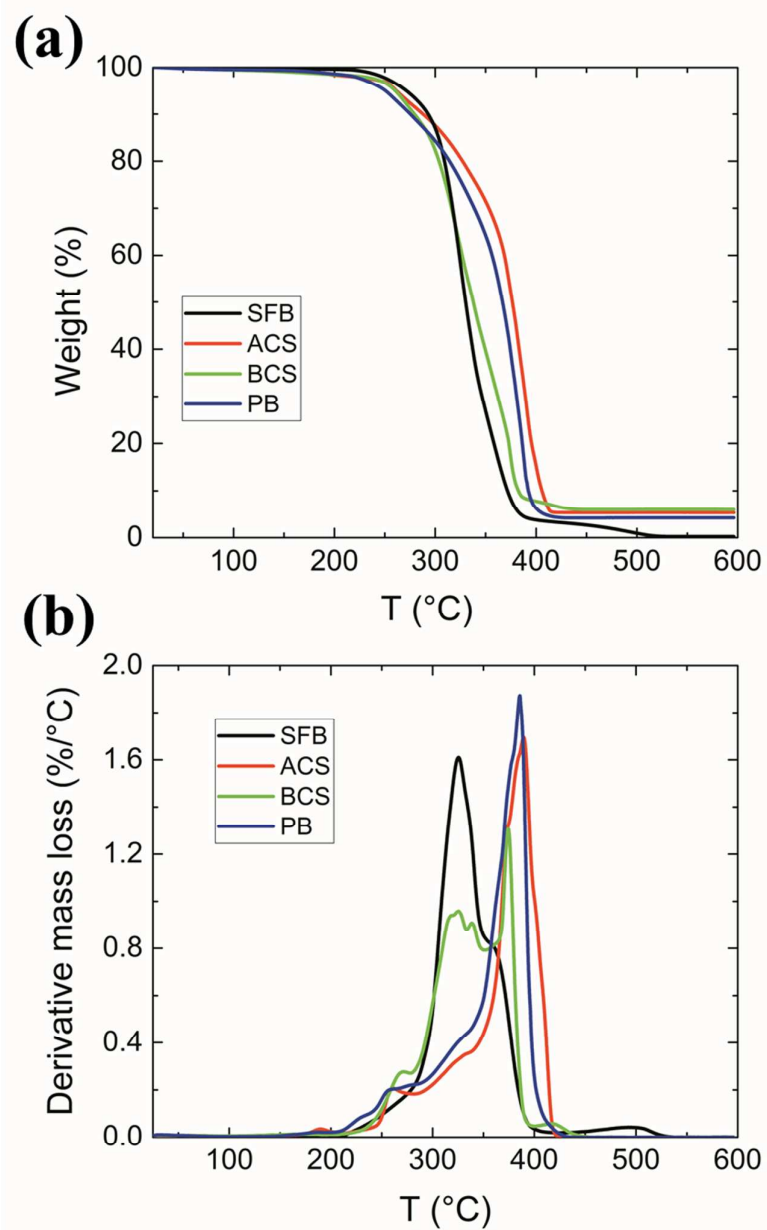 (a)
100
80
60
40
20
0
Weight (%)
SFB
ACS
BCS
PB
100 200 300 400 500 600
T (°C)
(b)
2.0
1.6
1.2
0.8
0.4
0.0
Derivative mass loss (%/°C)
SFB
ACS
BCS
PB
100 200 300 400 500 600
T (°C)